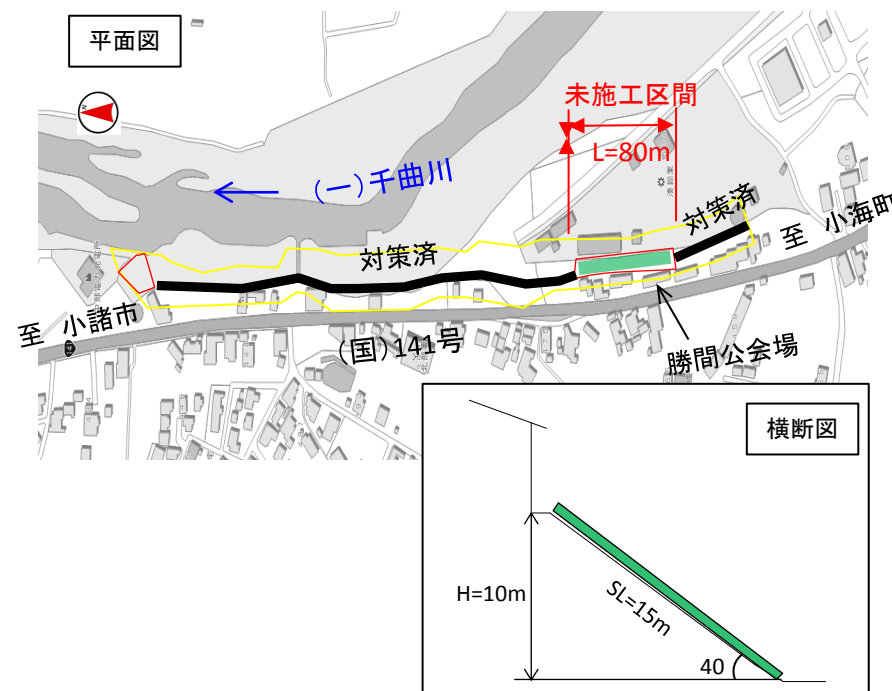 平面図
N
未施工区間
L=80m
(一)千曲川
対策済
対策済
至 小海町
至 小諸市
(国)141号
勝間公会場
横断図
H=10m
SL=15m
40